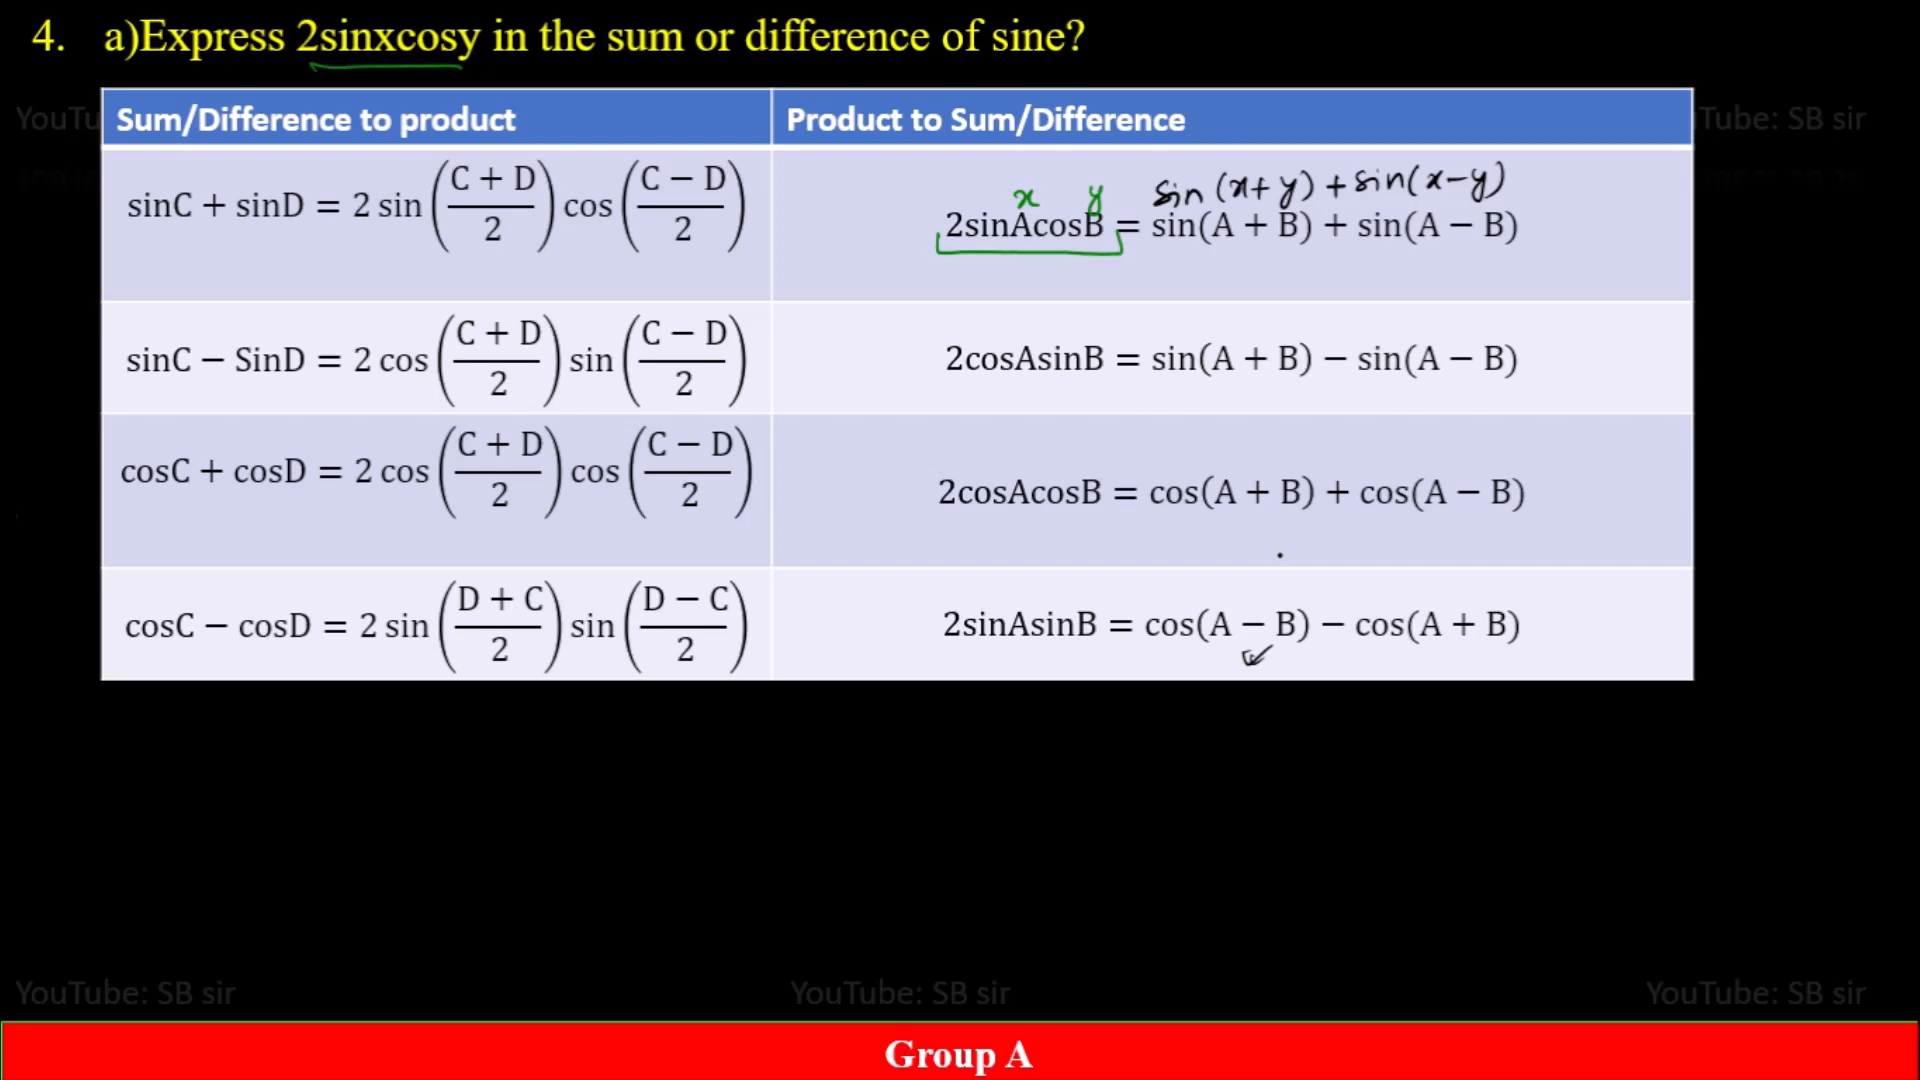 4. a)Express 2sinxcosy in the sum or difference of sine?
Sum/Difference to product
Product to Sum/Difference
sinC + sinD = 2 sin((C + D)/2) cos((C − D)/2)
x y sin (x+y) + sin(x−y)
2sinAcosB = sin(A + B) + sin(A − B)
sinC − SinD = 2 cos((C + D)/2) sin((C − D)/2)
2cosAsinB = sin(A + B) − sin(A − B)
cosC + cosD = 2 cos((C + D)/2) cos((C − D)/2)
2cosAcosB = cos(A + B) + cos(A − B)
cosC − cosD = 2 sin((D + C)/2) sin((D − C)/2)
2sinAsinB = cos(A − B) − cos(A + B)
YouTu
Tube: SB sir
YouTube: SB sir
YouTube: SB sir
YouTube: SB sir
Group A